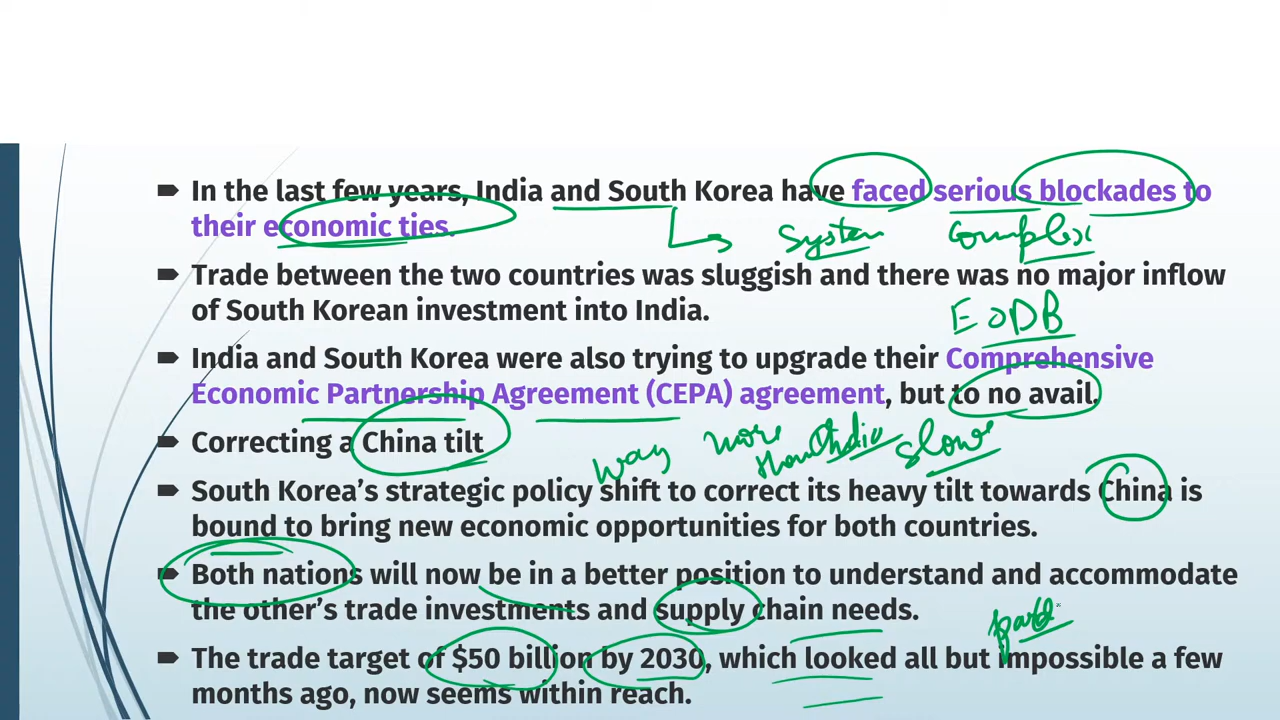 In the last few years, India and South Korea have faced serious blockades to
their economic ties.
System Complex
Trade between the two countries was sluggish and there was no major inflow
of South Korean investment into India.
EODB
India and South Korea were also trying to upgrade their Comprehensive
Economic Partnership Agreement (CEPA) agreement, but to no avail.
Correcting a China tilt
way more than India slow
South Korea's strategic policy shift to correct its heavy tilt towards China is
bound to bring new economic opportunities for both countries.
Both nations will now be in a better position to understand and accommodate
the other's trade investments and supply chain needs.
The trade target of $50 billion by 2030, which looked all but impossible a few
months ago, now seems within reach.